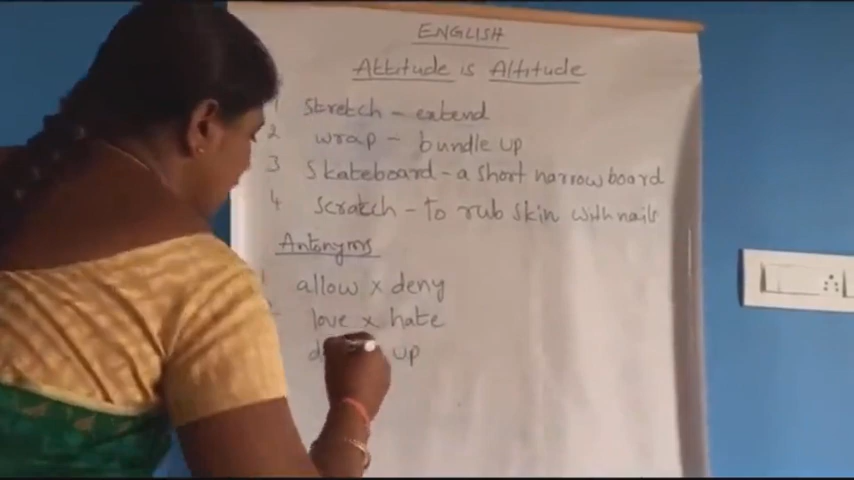 ENGLISH
Attitude is Altitude
1 stretch - extend
2 wrap - bundle up
3 Skateboard - a short narrow board
4 scratch - To rub skin with nails
Antonyms
1 allow x deny
love x hate
up